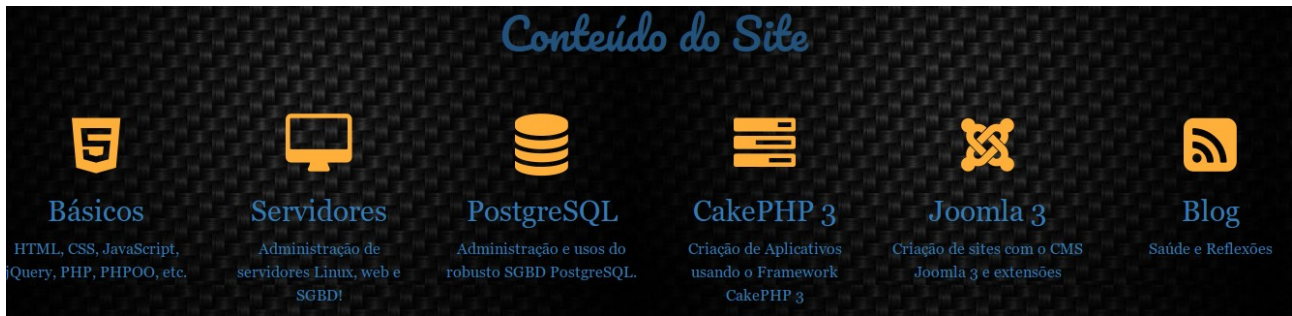 Conteúdo do Site
Básicos
HTML, CSS, JavaScript,
jQuery, PHP, PHPOO, etc.
Servidores
Administração de
servidores Linux, web e
SGBD!
PostgreSQL
Administração e usos do
robusto SGBD PostgreSQL.
CakePHP 3
Criação de Aplicativos
usando o Framework
CakePHP 3
Joomla 3
Criação de sites com o CMS
Joomla 3 e extensões
Blog
Saúde e Reflexões